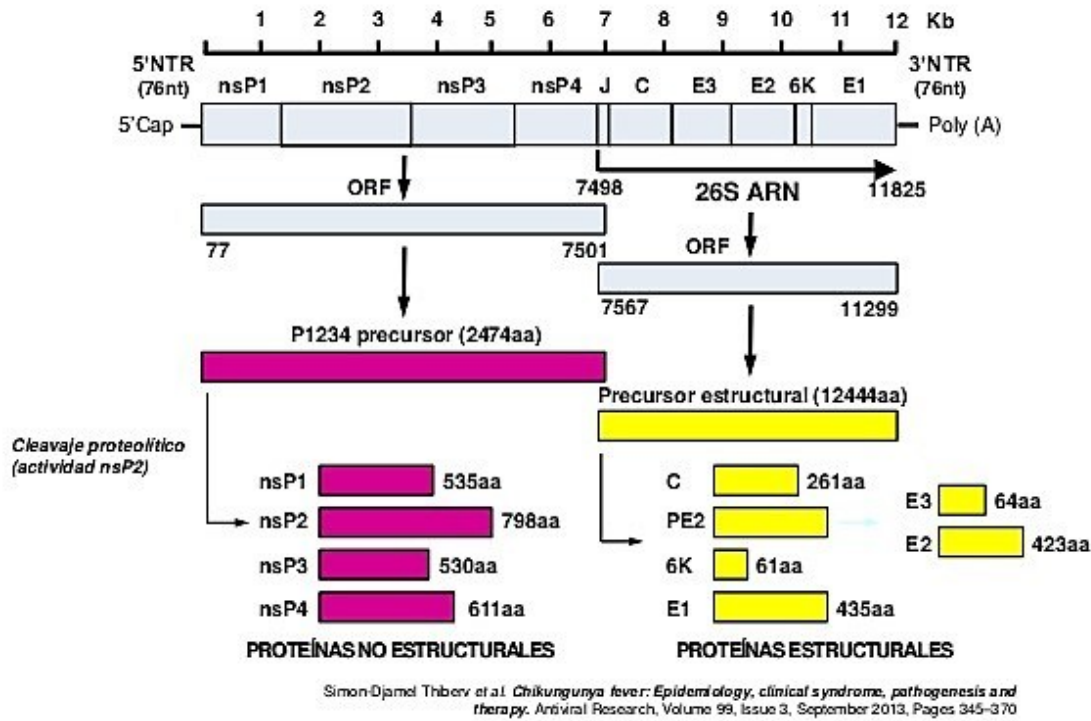 1 2 3 4 5 6 7 8 9 10 11 12 Kb
5'NTR
(76nt)
nsP1 nsP2 nsP3 nsP4 J C E3 E2 6K E1
3'NTR
(76nt)
5'Cap
Poly (A)
ORF
7498
26S ARN
11825
77
7501
ORF
7567
11299
P1234 precursor (2474aa)
Precursor estructural (12444aa)
Cleavaje proteolítico
(actividad nsP2)
nsP1 535aa
nsP2 798aa
nsP3 530aa
nsP4 611aa
PROTEÍNAS NO ESTRUCTURALES
C 261aa
PE2
6K 61aa
E1 435aa
E3 64aa
E2 423aa
PROTEÍNAS ESTRUCTURALES
Simon-Djamel Thiberv et al. Chikungunya fever: Epidemiology, clinical syndrome, pathogenesis and
therapy. Antiviral Research, Volume 99, Issue 3, September 2013, Pages 345–370